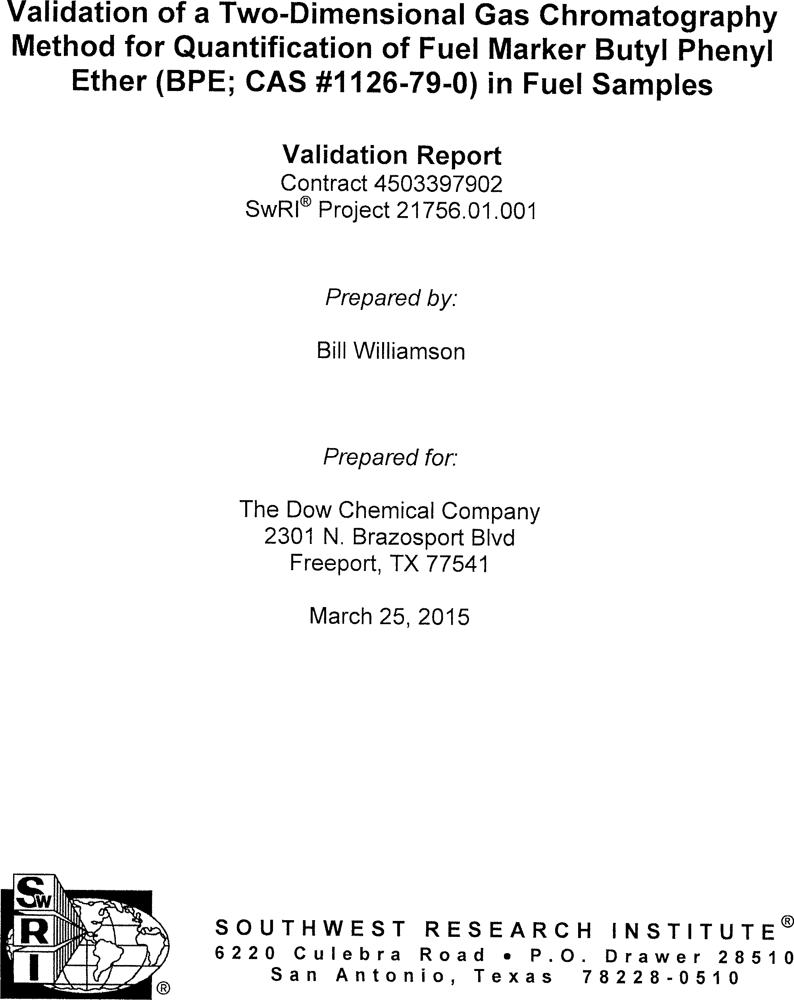 Validation of a Two-Dimensional Gas Chromatography
Method for Quantification of Fuel Marker Butyl Phenyl
Ether (BPE; CAS #1126-79-0) in Fuel Samples
Validation Report
Contract 4503397902
SwRI® Project 21756.01.001
Prepared by:
Bill Williamson
Prepared for:
The Dow Chemical Company
2301 N. Brazosport Blvd
Freeport, TX 77541
March 25, 2015
SW
R
I
®
SOUTHWEST RESEARCH INSTITUTE®
6220 Culebra Road • P.O. Drawer 28510
San Antonio, Texas 78228-0510